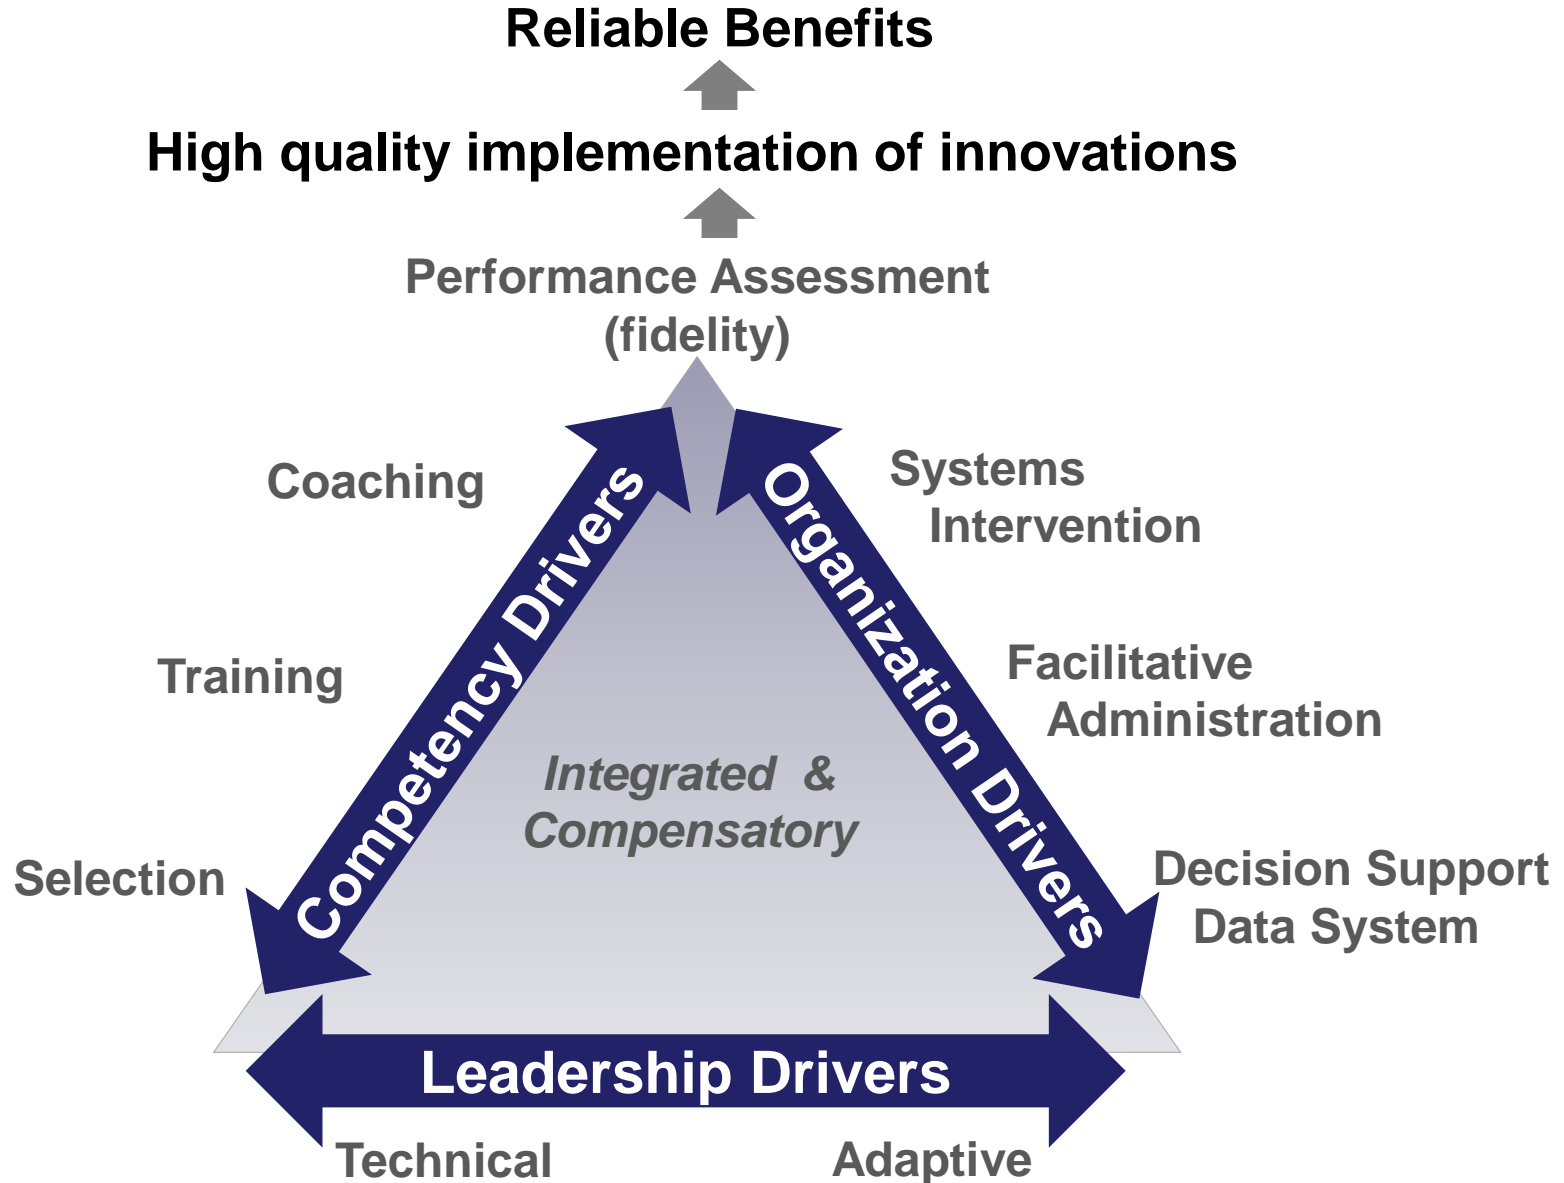 Reliable Benefits
High quality implementation of innovations
Performance Assessment
(fidelity)
Coaching
Training
Selection
Competency Drivers
Integrated &
Compensatory
Organization Drivers
Systems
Intervention
Facilitative
Administration
Decision Support
Data System
Leadership Drivers
Technical
Adaptive